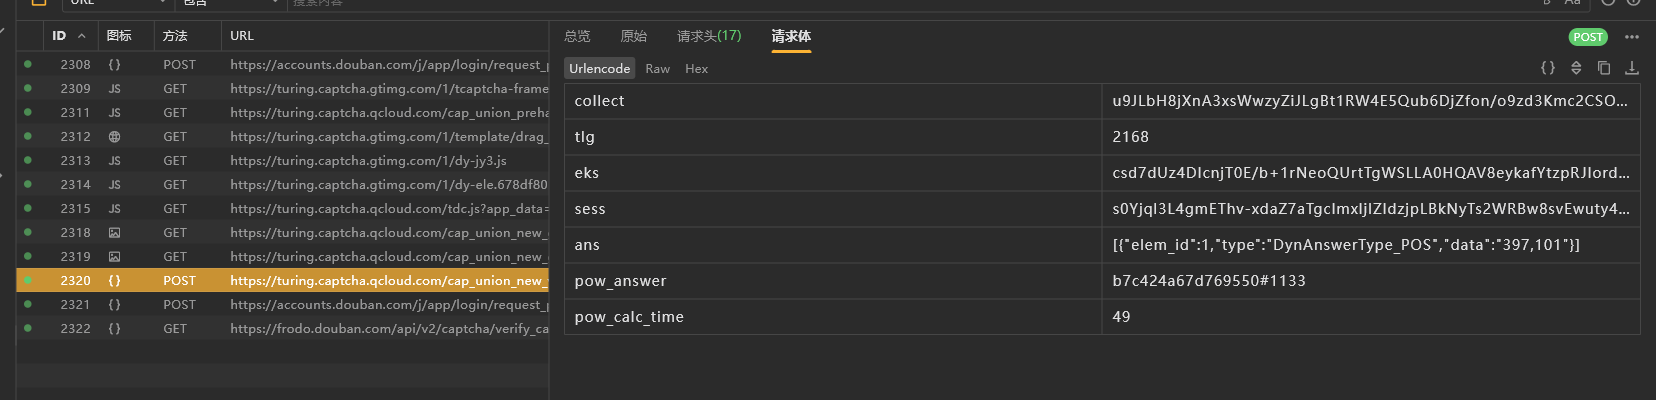 URL 包含 搜索内容 Aa
ID 图标 方法 URL
2308 {} POST https://accounts.douban.com/j/app/login/request_p
2309 JS GET https://turing.captcha.gtimg.com/1/tcaptcha-frame
2311 JS GET https://turing.captcha.qcloud.com/cap_union_preha
2312 GET https://turing.captcha.gtimg.com/1/template/drag_
2313 JS GET https://turing.captcha.gtimg.com/1/dy-jy3.js
2314 JS GET https://turing.captcha.gtimg.com/1/dy-ele.678df80
2315 JS GET https://turing.captcha.qcloud.com/tdc.js?app_data=
2318 GET https://turing.captcha.qcloud.com/cap_union_new_
2319 GET https://turing.captcha.qcloud.com/cap_union_new_
2320 {} POST https://turing.captcha.qcloud.com/cap_union_new_
2321 {} POST https://accounts.douban.com/j/app/login/request_p
2322 {} GET https://frodo.douban.com/api/v2/captcha/verify_ca
总览 原始 请求头(17) 请求体 POST
Urlencode Raw Hex {}
collect u9JLbH8jXnA3xsWwzyZiJLgBt1RW4E5Qub6DjZfon/o9zd3Kmc2CSO...
tlg 2168
eks csd7dUz4DIcnjT0E/b+1rNeoQUrtTgWSLLA0HQAV8eykafYtzpRJIord...
sess s0YjqI3L4gmEThv-xdaZ7aTgcImxIjlZIdzjpLBkNyTs2WRBw8svEwuty4...
ans [{"elem_id":1,"type":"DynAnswerType_POS","data":"397,101"}]
pow_answer b7c424a67d769550#1133
pow_calc_time 49